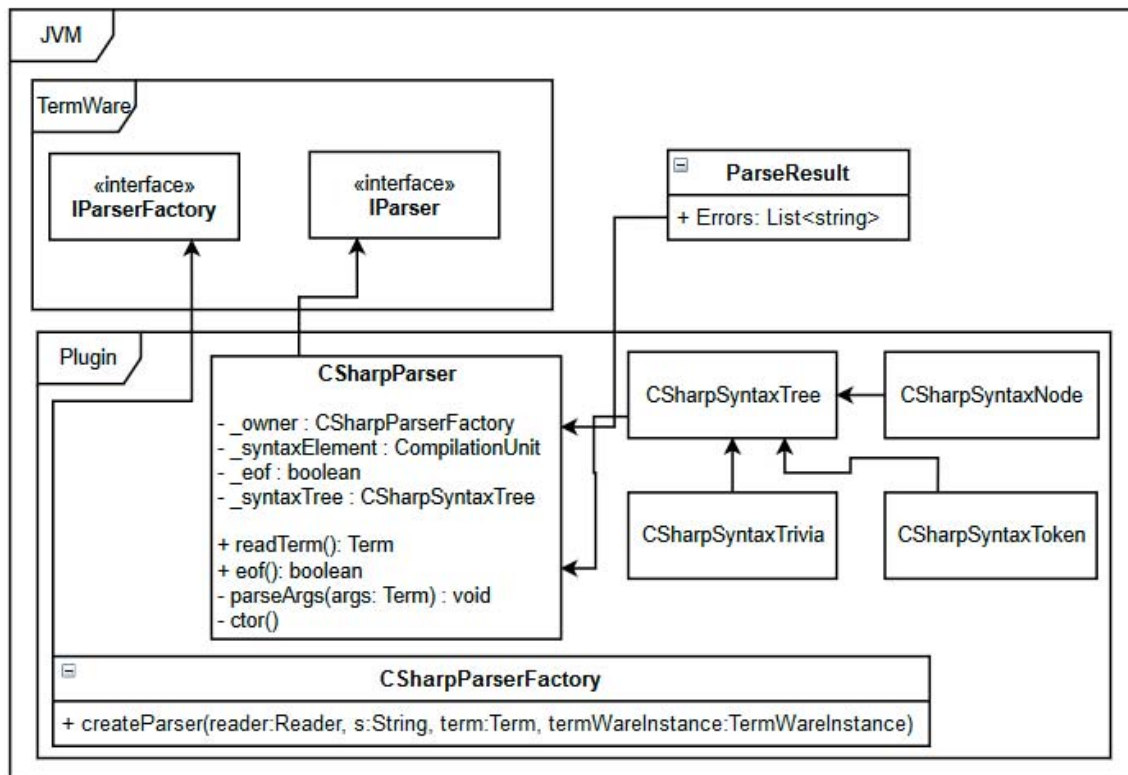 JVM
TermWare
«interface»
IParserFactory
«interface»
IParser
ParseResult
+ Errors: List<string>
Plugin
CSharpParser
- _owner : CSharpParserFactory
- _syntaxElement : CompilationUnit
- _eof : boolean
- _syntaxTree : CSharpSyntaxTree
+ readTerm(): Term
+ eof(): boolean
- parseArgs(args: Term) : void
- ctor()
CSharpSyntaxTree
CSharpSyntaxNode
CSharpSyntaxTrivia
CSharpSyntaxToken
CSharpParserFactory
+ createParser(reader:Reader, s:String, term:Term, termWareInstance:TermWareInstance)